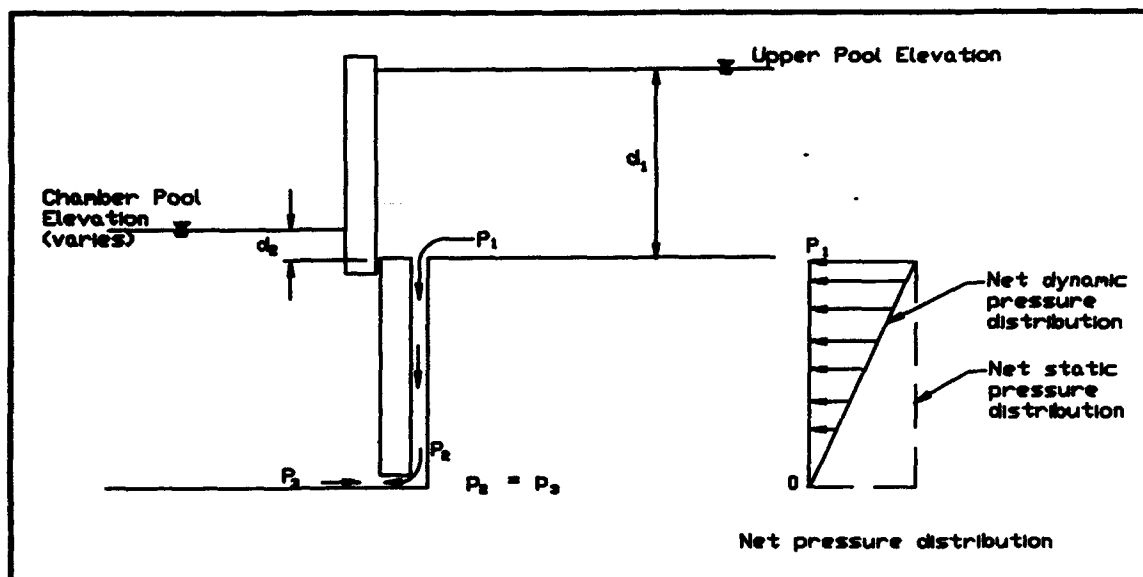 Upper Pool Elevation
d₁
Chamber Pool
Elevation
(varies)
d₂
P₁
P₁
Net dynamic
pressure
distribution
Net static
pressure
distribution
P₂
P₃
p₂ = p₃
0
Net pressure distribution